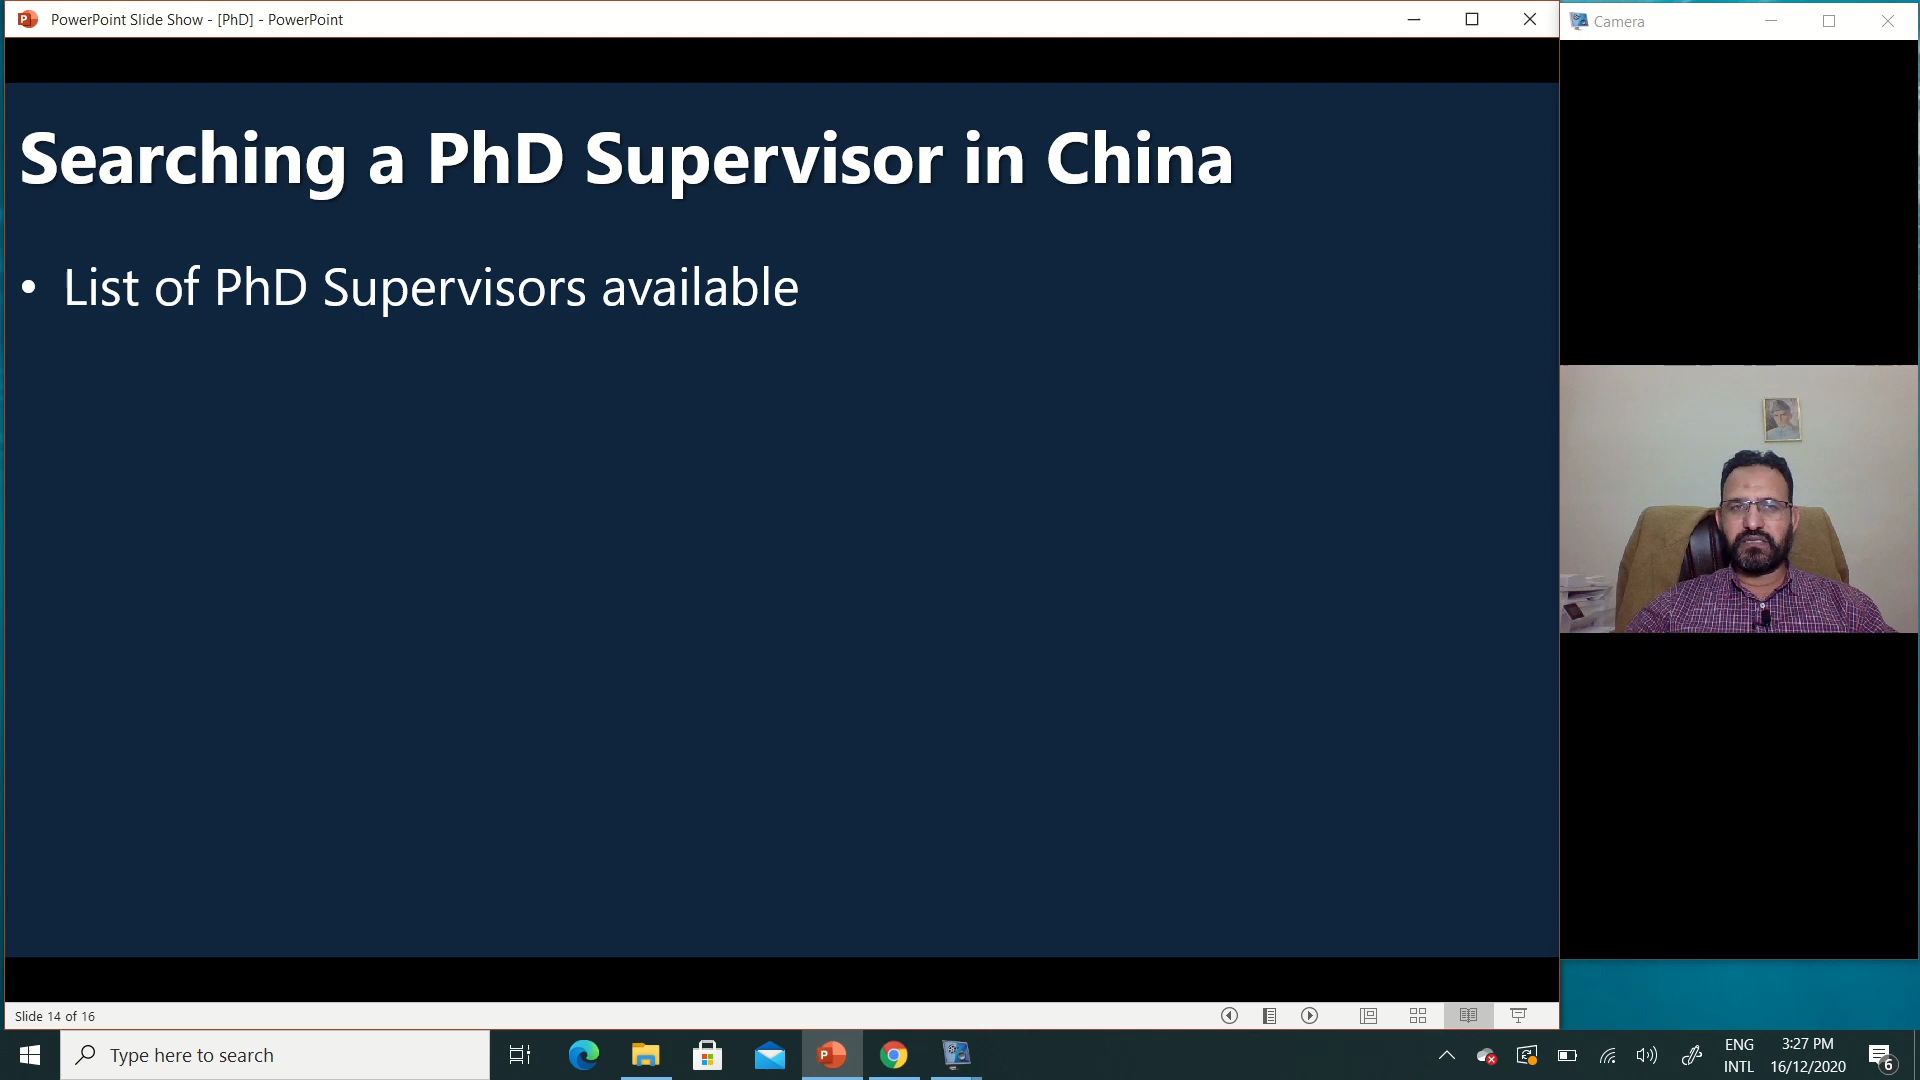 PowerPoint Slide Show - [PhD] - PowerPoint
Camera
Searching a PhD Supervisor in China
• List of PhD Supervisors available
Slide 14 of 16
Type here to search
ENG
INTL
3:27 PM
16/12/2020
6